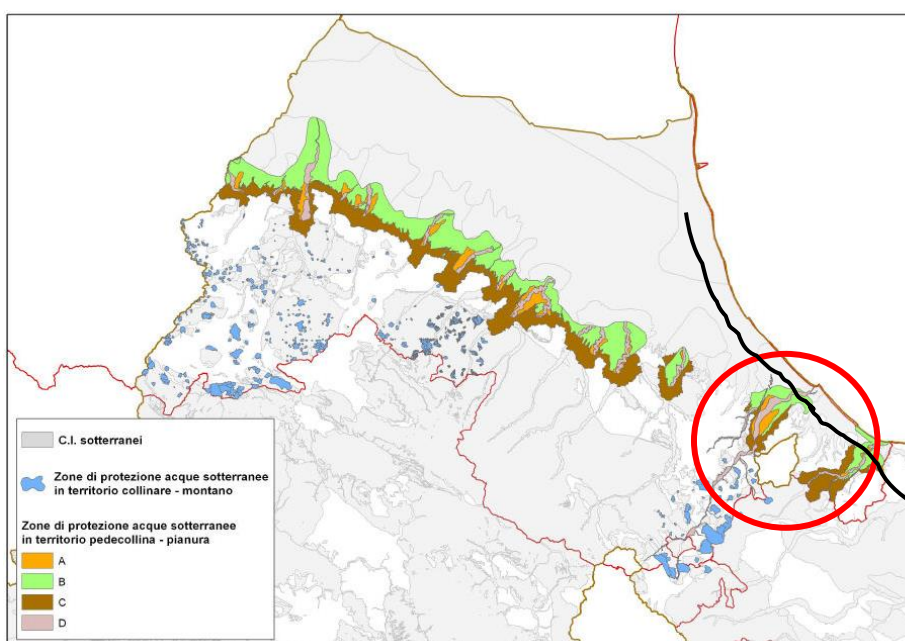 C.I. sotterranei
Zone di protezione acque sotterranee
in territorio collinare - montano
Zone di protezione acque sotterranee
in territorio pedecollina - pianura
A
B
C
D